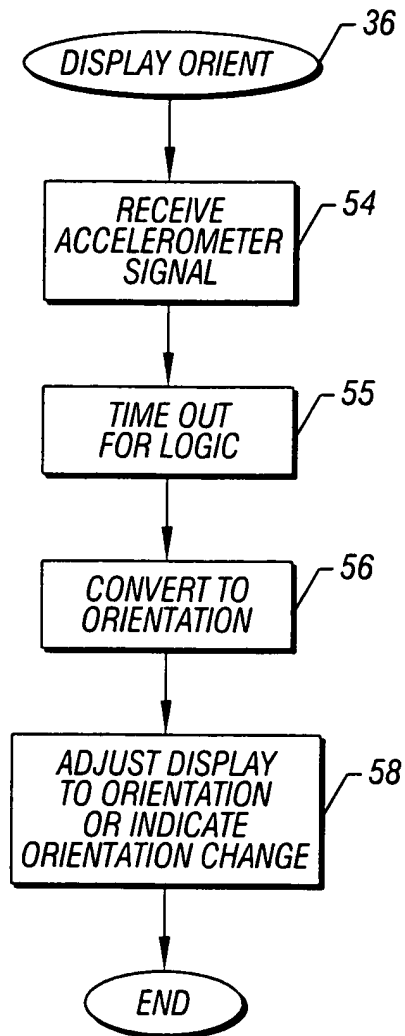 DISPLAY ORIENT
36
RECEIVE
ACCELEROMETER
SIGNAL
54
TIME OUT
FOR LOGIC
55
CONVERT TO
ORIENTATION
56
ADJUST DISPLAY
TO ORIENTATION
OR INDICATE
ORIENTATION CHANGE
58
END